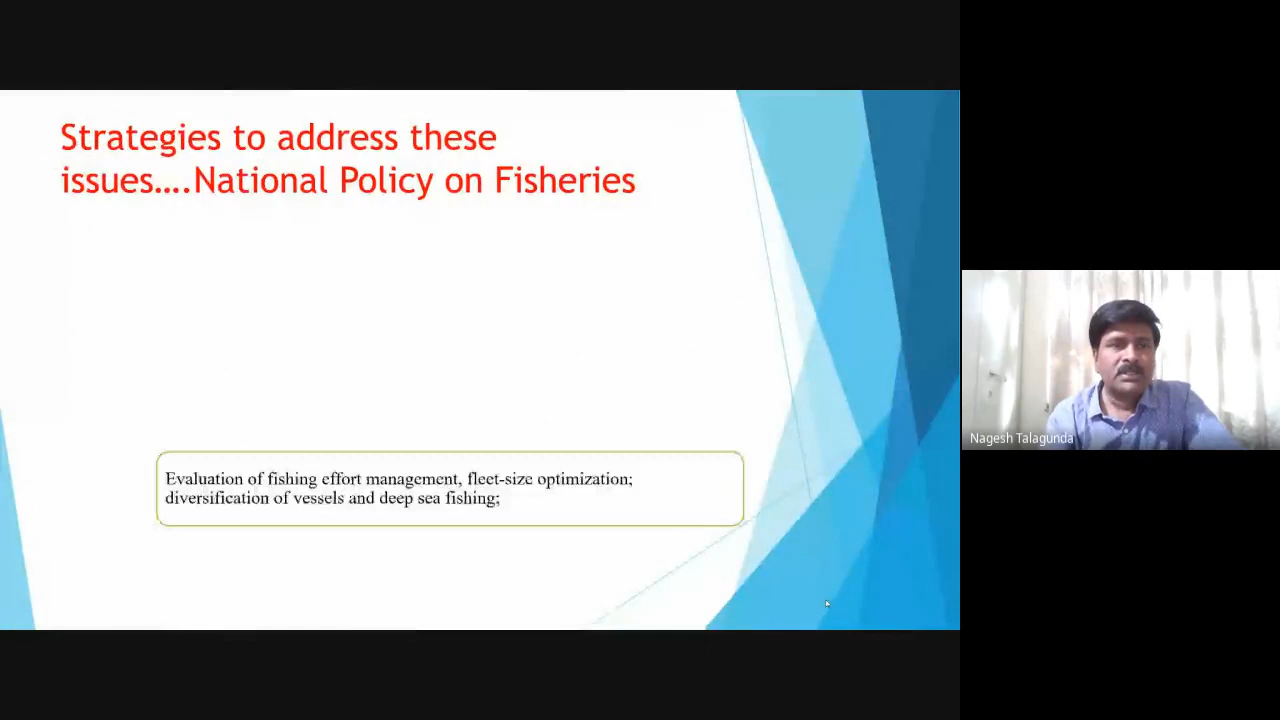 Strategies to address these
issues....National Policy on Fisheries
Evaluation of fishing effort management, fleet-size optimization;
diversification of vessels and deep sea fishing;
Nagesh Talagunda